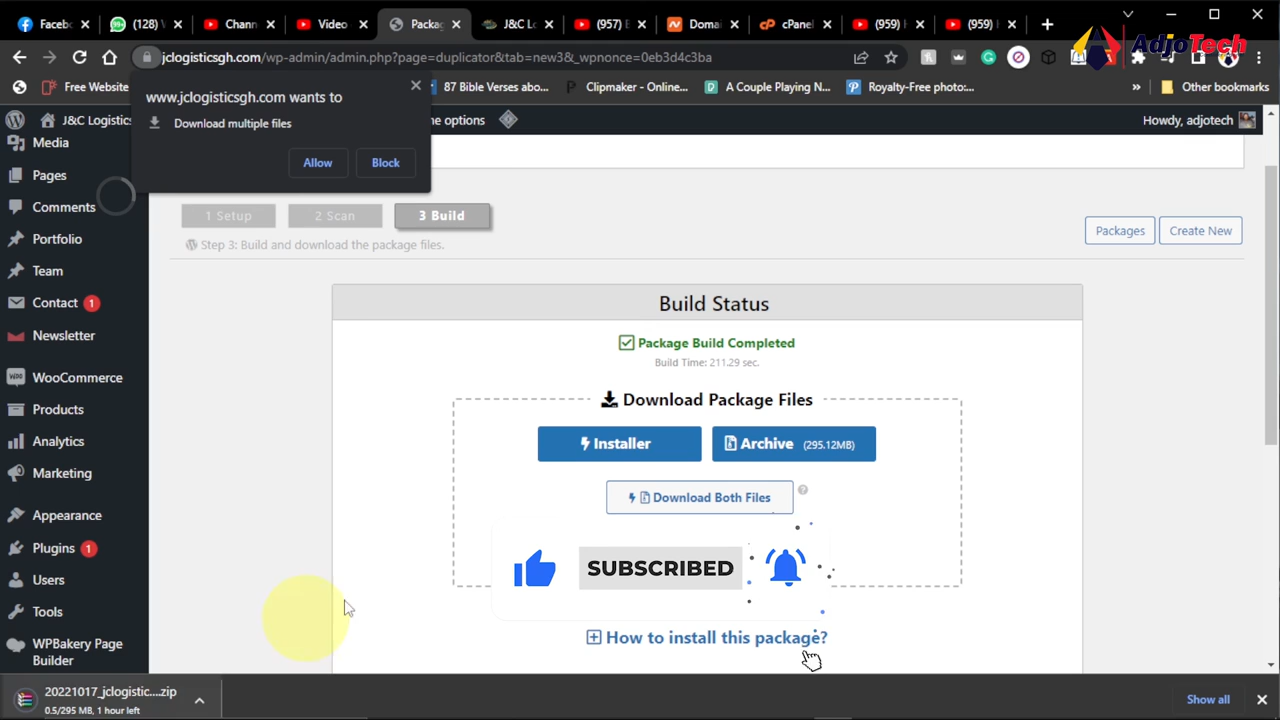 Faceb
(128) V
Chann
Video
Packag
J&C Lo
(957) B
Domai
cPanel
(959) H
(959) H
jclogisticsgh.com/wp-admin/admin.php?page=duplicator&tab=new3&_wpnonce=0eb3d4c3ba
AdjoTech
Free Website
87 Bible Verses abo...
Clipmaker - Online...
A Couple Playing Nu...
Royalty-Free photo:...
Other bookmarks
www.jclogisticsgh.com wants to
Download multiple files
Allow
Block
J&C Logistics
me options
Howdy, adjotech
Media
Pages
Comments
Portfolio
Team
Contact 1
Newsletter
WooCommerce
Products
Analytics
Marketing
Appearance
Plugins 1
Users
Tools
WPBakery Page
Builder
1 Setup
2 Scan
3 Build
Step 3: Build and download the package files.
Packages
Create New
Build Status
Package Build Completed
Build Time: 211.29 sec.
Download Package Files
Installer
Archive (295.12MB)
Download Both Files
SUBSCRIBED
How to install this package?
20221017_jclogistic....zip
0.5/295 MB, 1 hour left
Show all